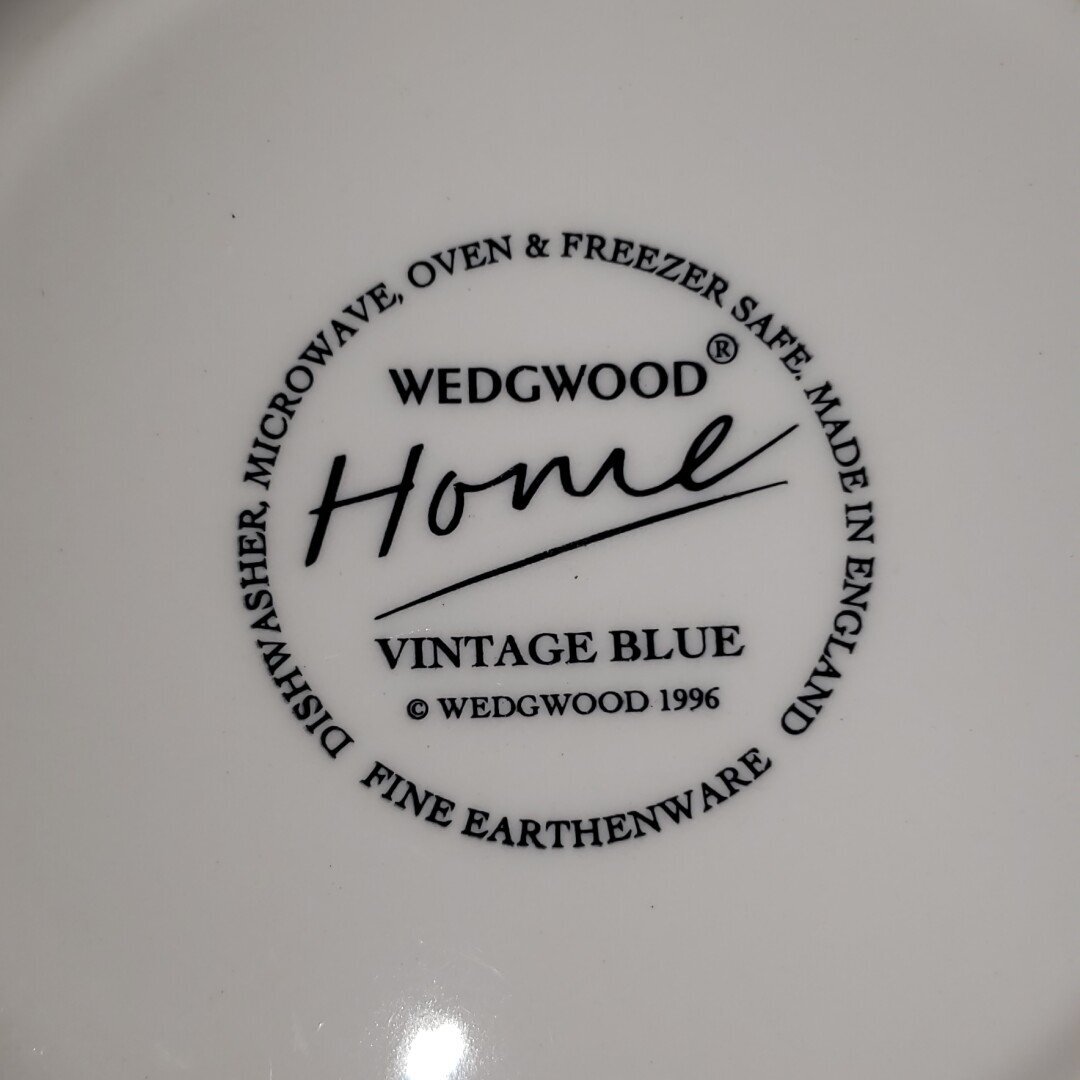 WEDGWOOD®
Home
VINTAGE BLUE
© WEDGWOOD 1996
DISHWASHER, MICROWAVE, OVEN & FREEZER SAFE. MADE IN ENGLAND
FINE EARTHENWARE